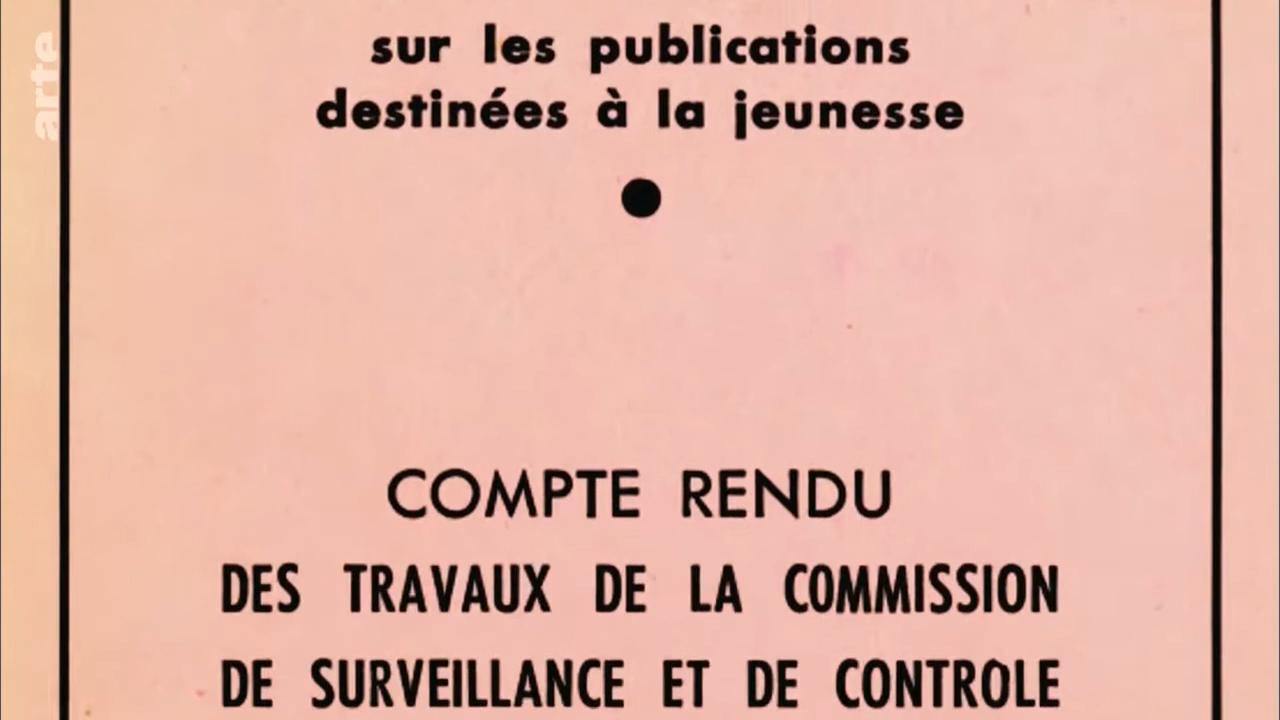 arte
sur les publications
destinées à la jeunesse
COMPTE RENDU
DES TRAVAUX DE LA COMMISSION
DE SURVEILLANCE ET DE CONTROLE